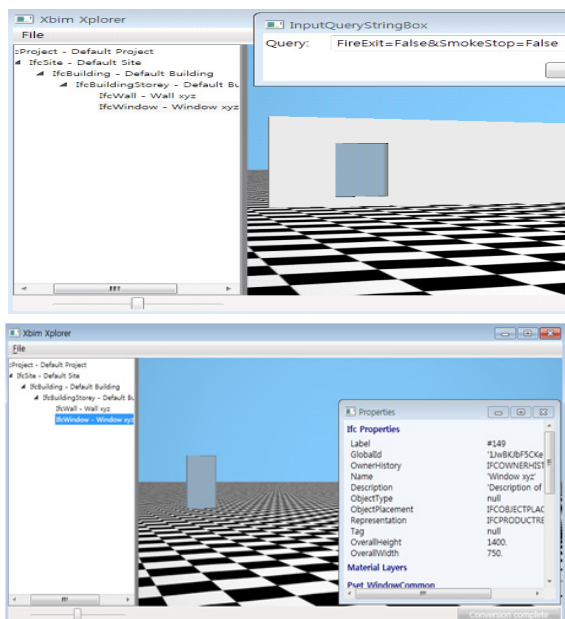 Xbim Xplorer
File
:Project - Default Project
IfcSite - Default Site
IfcBuilding - Default Building
IfcBuildingStorey - Default Bu
IfcWall - Wall xyz
IfcWindow - Window xyz
InputQueryStringBox
Query: FireExit=False&SmokeStop=False
Xbim Xplorer
File
:Project - Default Project
IfcSite - Default Site
IfcBuilding - Default Building
IfcBuildingStorey - Default Bu
IfcWall - Wall xyz
IfcWindow - Window xyz
Properties
Ifc Properties
Label #149
GlobalId
OwnerHistory IFCOWNERHIST
Name 'Window xyz'
Description 'Description of
ObjectType null
ObjectPlacement IFCOBJECTPLAC
Representation IFCPRODUCTRE
Tag null
OverallHeight 1400.
OverallWidth 750.
Material Layers
Pset_WindowCommon
Conversion complete